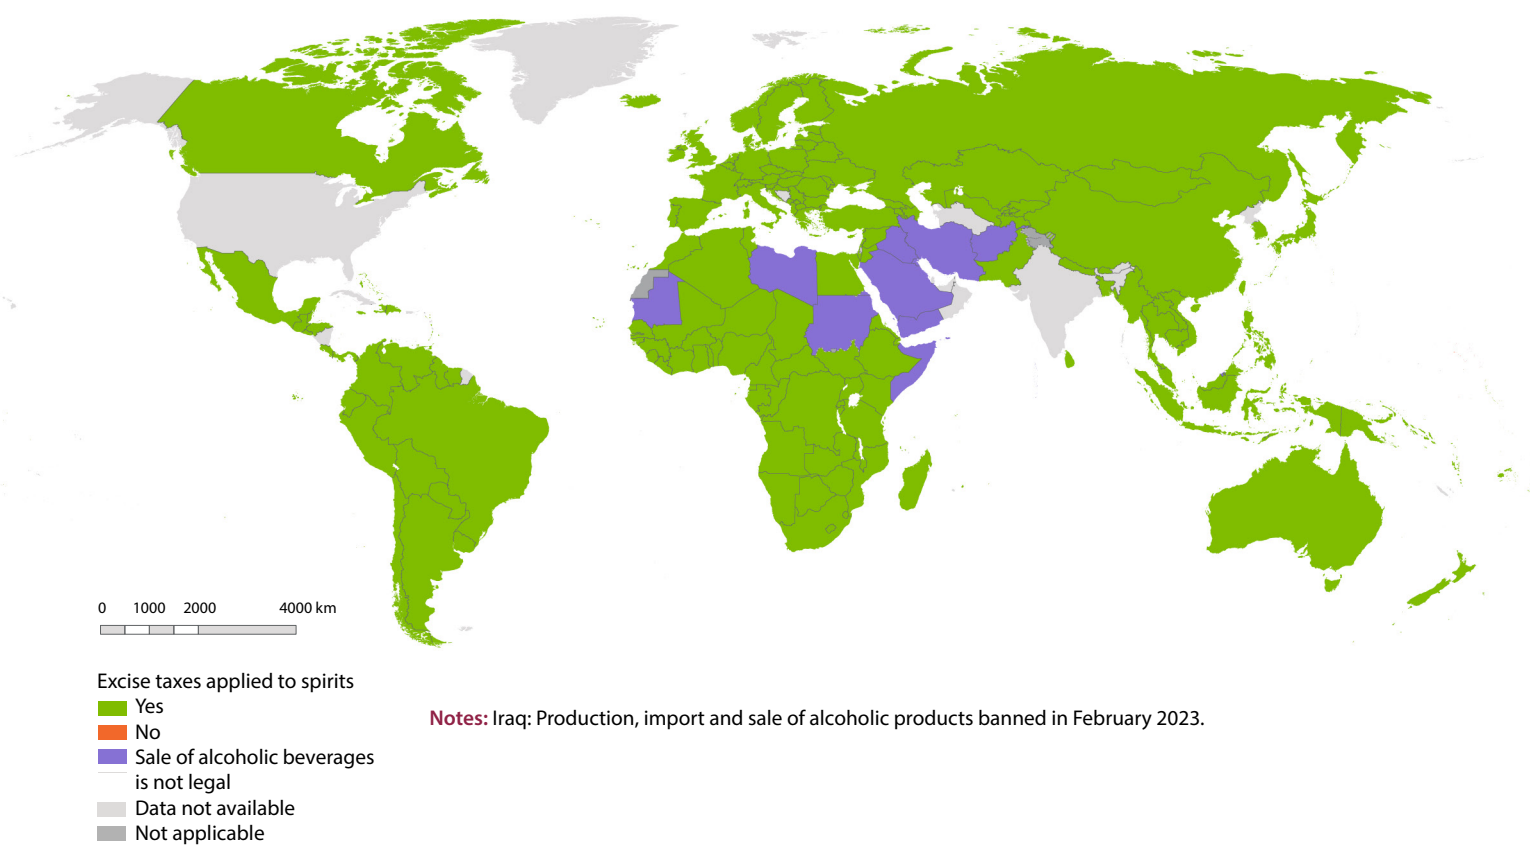 0 1000 2000 4000 km
Excise taxes applied to spirits
Yes
No
Sale of alcoholic beverages
is not legal
Data not available
Not applicable
Notes: Iraq: Production, import and sale of alcoholic products banned in February 2023.